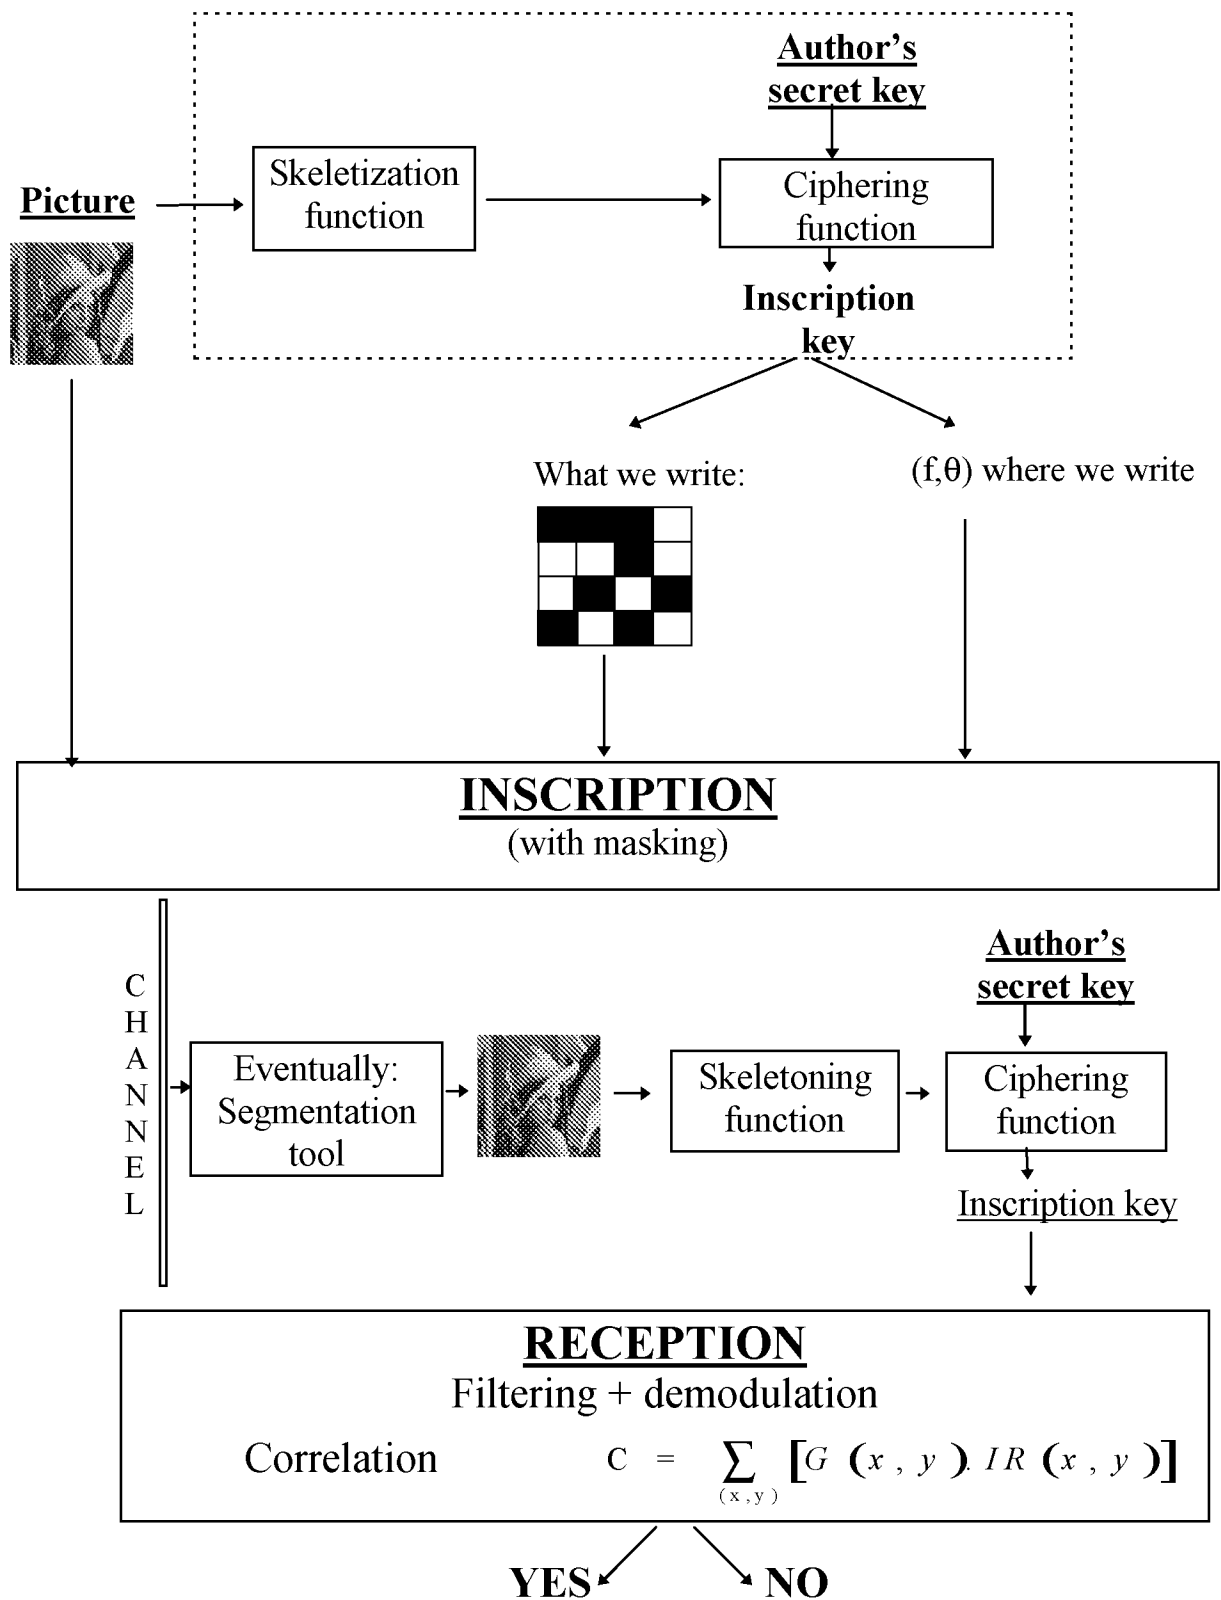 Author's
secret key
Skeletization
function
Picture
Ciphering
function
Inscription
key
What we write:
(f,θ) where we write
INSCRIPTION
(with masking)
CHANNEL
Author's
secret key
Eventually:
Segmentation
tool
Skeletoning
function
Ciphering
function
Inscription key
RECEPTION
Filtering + demodulation
Correlation C = ∑ (x,y) [G (x , y). IR (x , y)]
YES NO